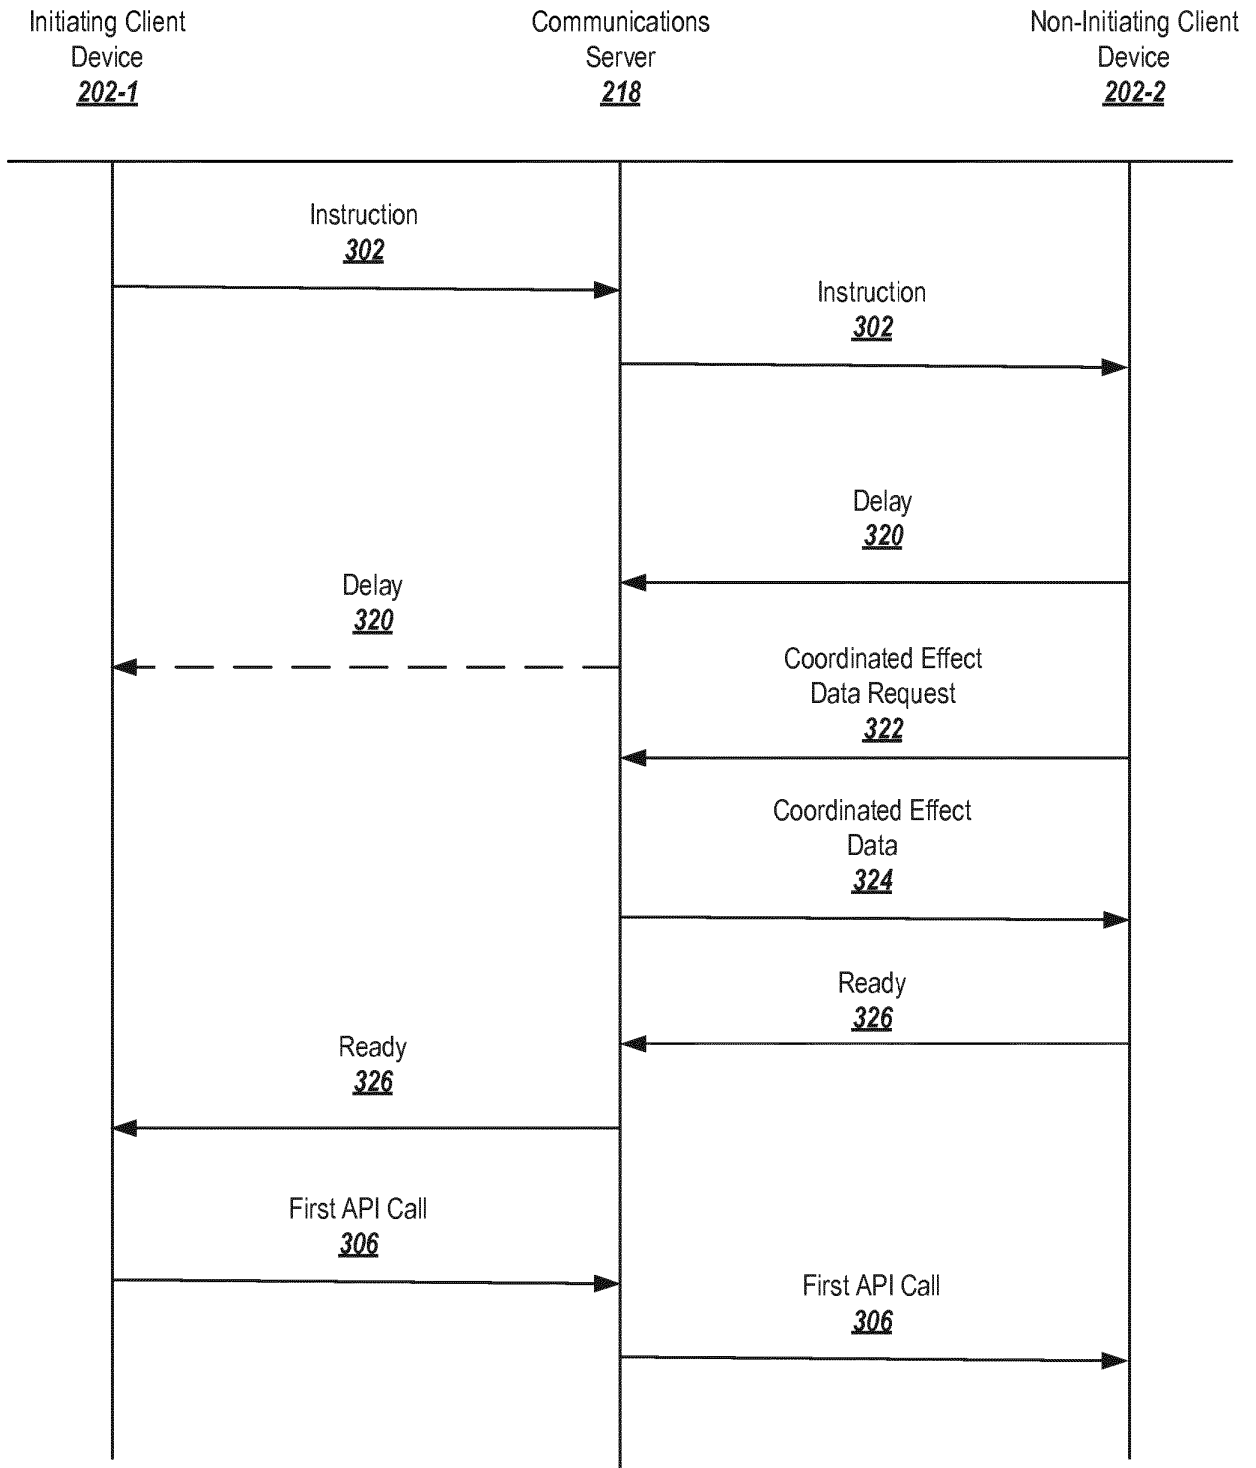 Initiating Client
Device
202-1
Communications
Server
218
Non-Initiating Client
Device
202-2
Instruction
302
Instruction
302
Delay
320
Delay
320
Coordinated Effect
Data Request
322
Coordinated Effect
Data
324
Ready
326
Ready
326
First API Call
306
First API Call
306